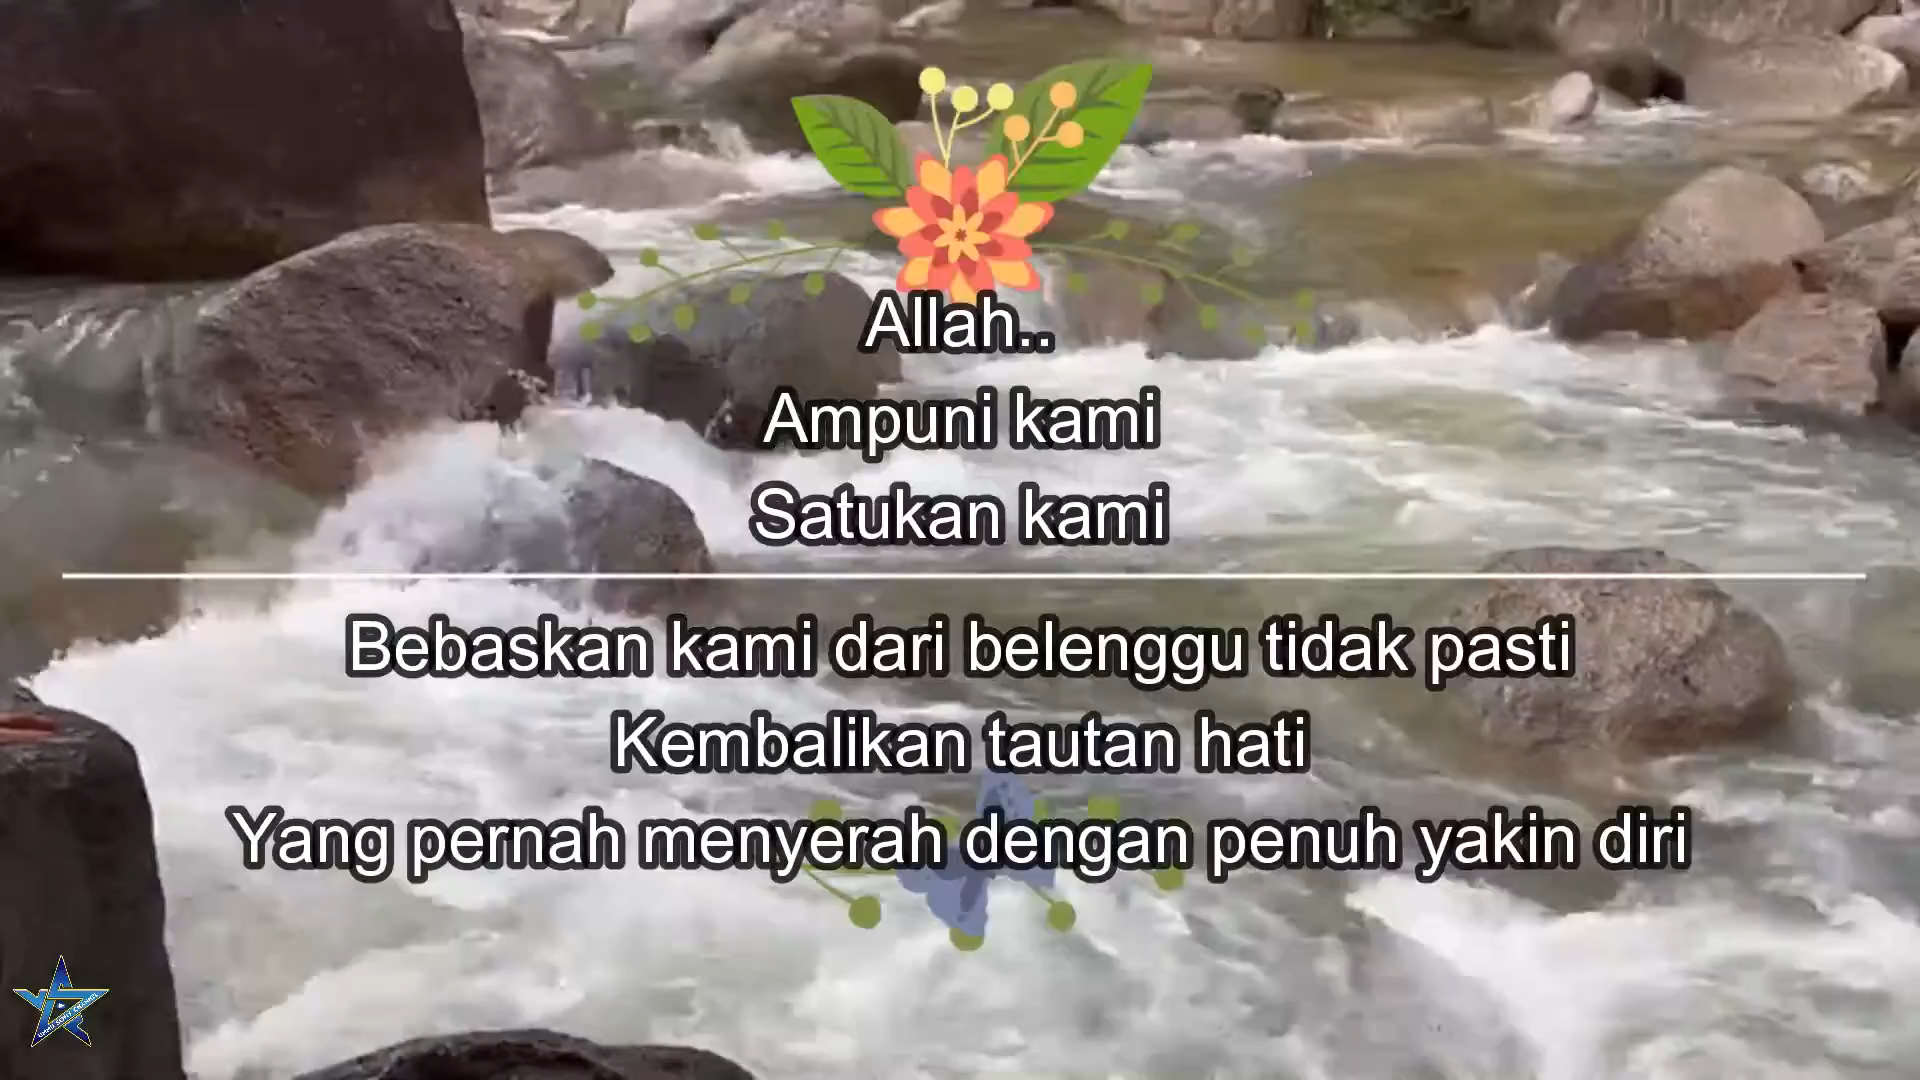 Allah..
Ampuni kami
Satukan kami
Bebaskan kami dari belenggu tidak pasti
Kembalikan tautan hati
Yang pernah menyerah dengan penuh yakin diri